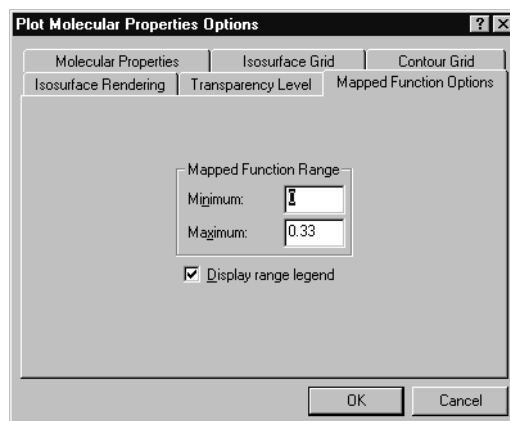 Plot Molecular Properties Options
Molecular Properties Isosurface Grid Contour Grid
Isosurface Rendering Transparency Level Mapped Function Options
Mapped Function Range
Minimum:
Maximum: 0.33
Display range legend
OK Cancel